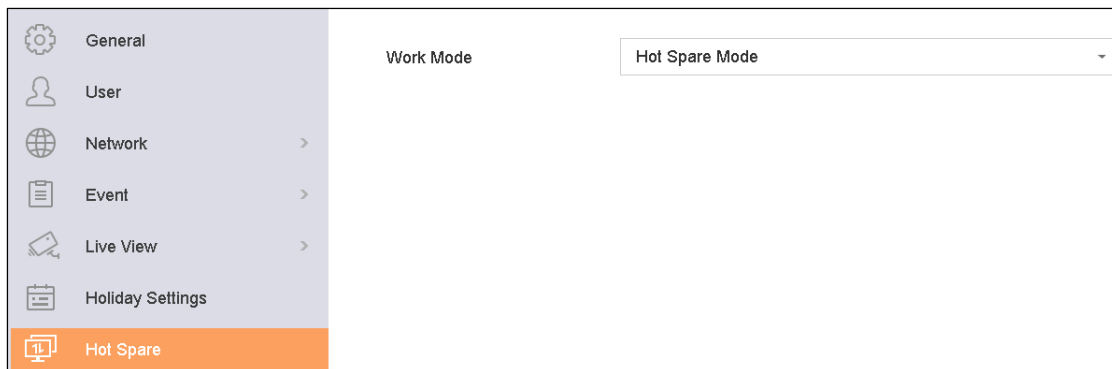 General
User
Network
Event
Live View
Holiday Settings
Hot Spare
Work Mode
Hot Spare Mode